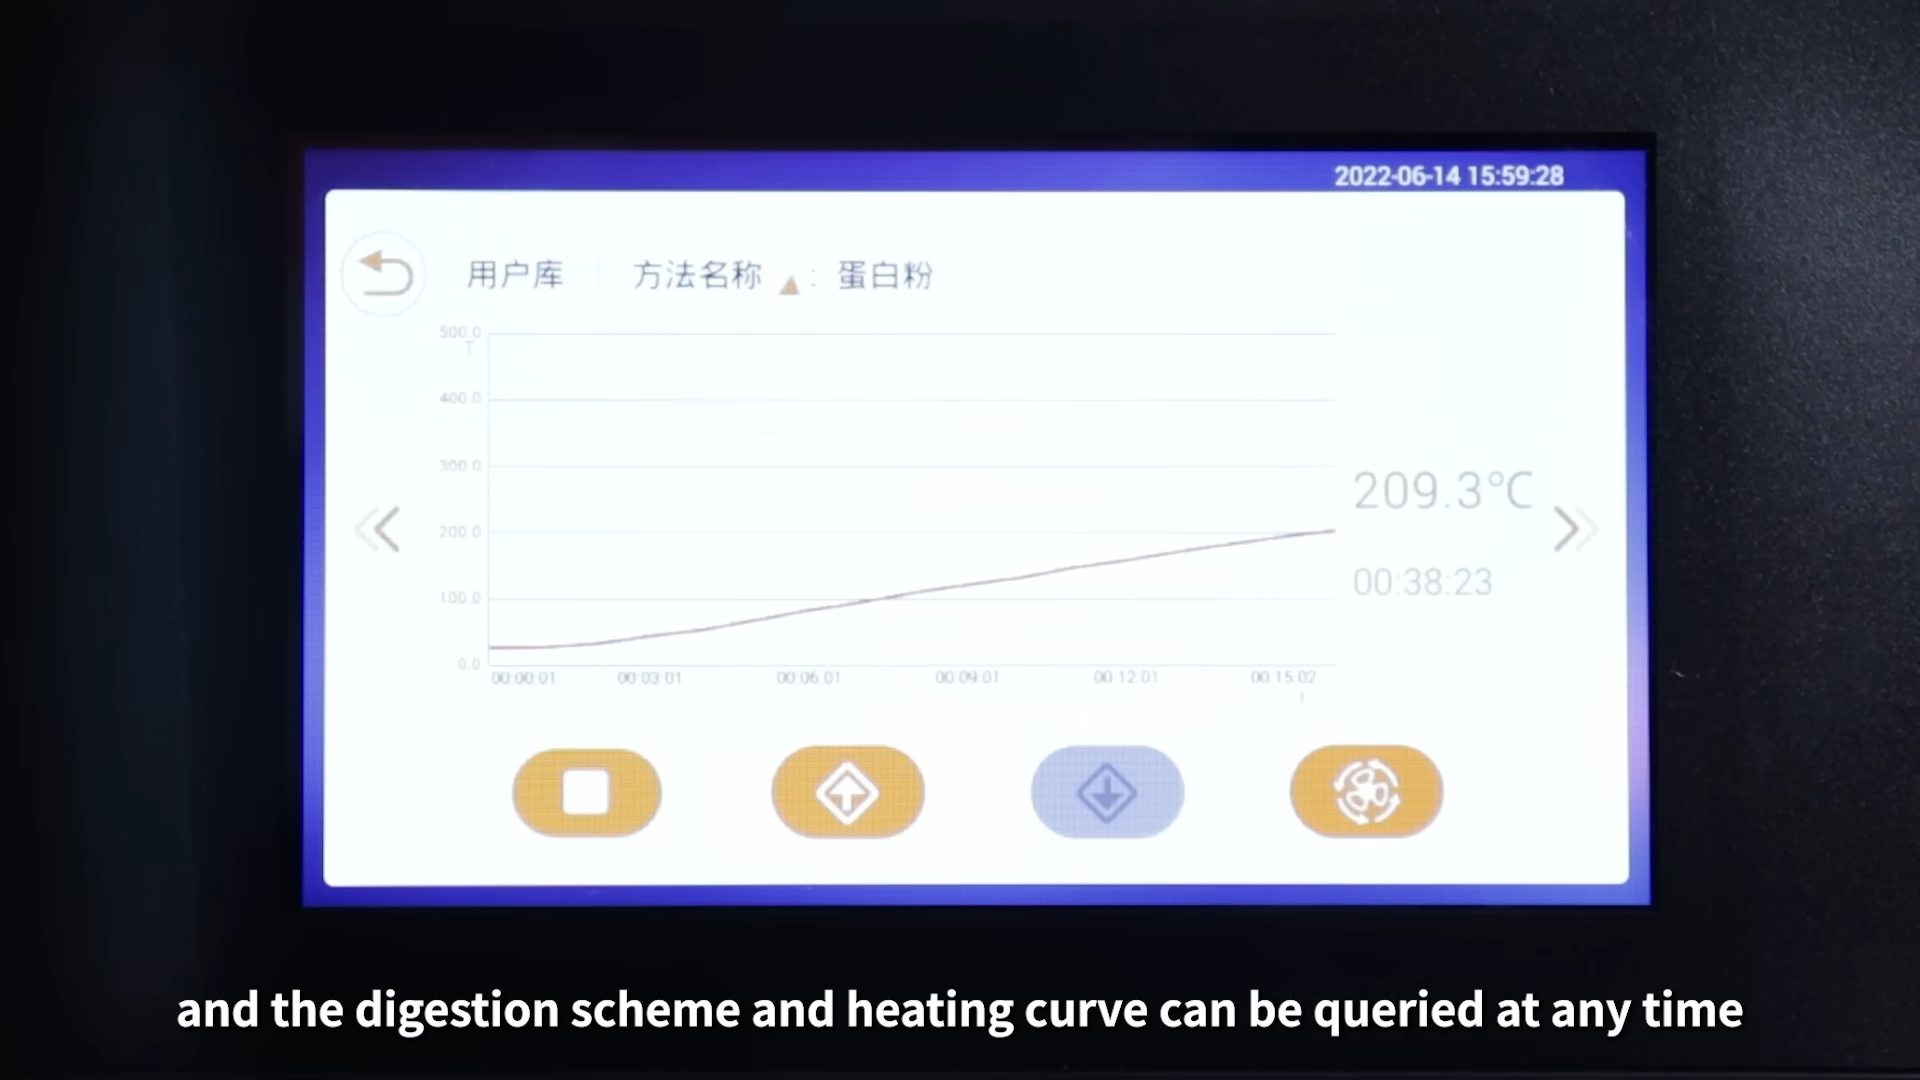 2022-06-14 15:59:28
用户库 方法名称 : 蛋白粉
500.0
T
400.0
300.0
200.0
100.0
0.0
209.3℃
00:38:23
00:00:01 00:03:01 00:06:01 00:09:01 00:12:01 00:15:02
and the digestion scheme and heating curve can be queried at any time